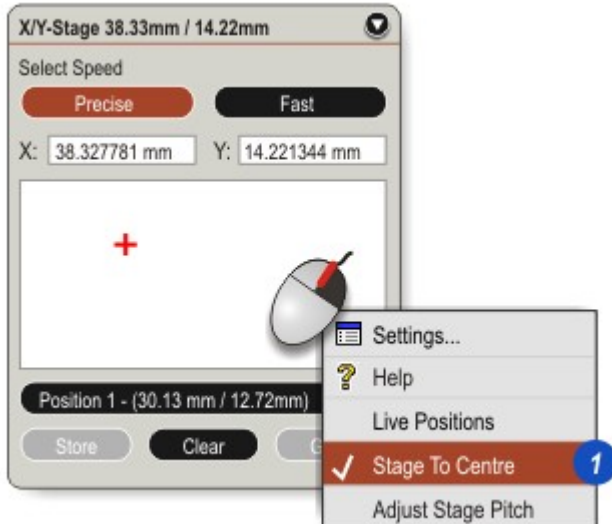 X/Y-Stage 38.33mm / 14.22mm
Select Speed
Precise Fast
X: 38.327781 mm Y: 14.221344 mm
Settings...
? Help
Position 1 - (30.13 mm / 12.72mm)
Live Positions
Store Clear G
Stage To Centre 1
Adjust Stage Pitch